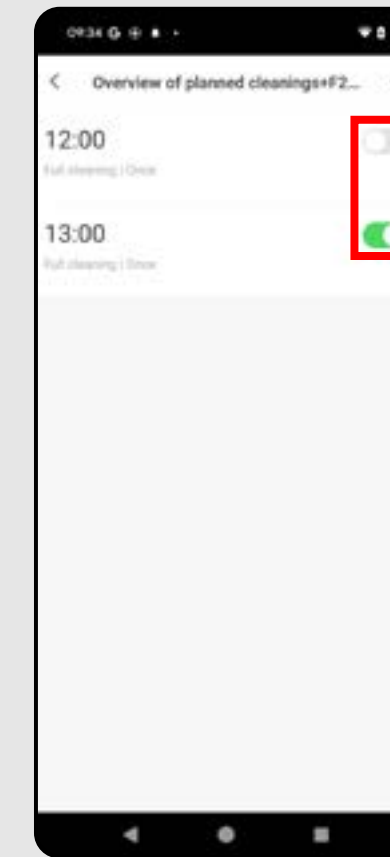 09:34 G
Overview of planned cleanings+F2...
12:00
Full cleaning | Once
13:00
Full cleaning | Once